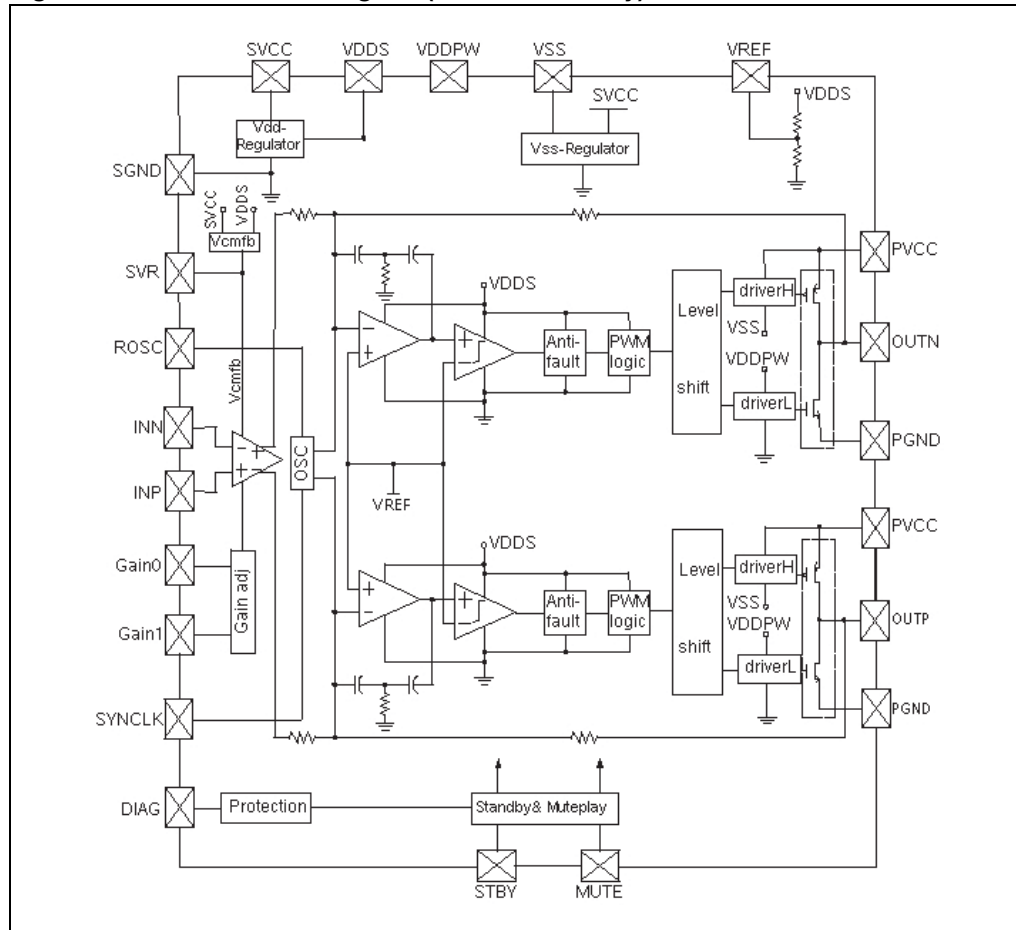 SVCC VDDS VDDPW VSS VREF
SVCC
VDDS
Vdd-
Regulator
Vss-Regulator
SGND
SVCC
VDDS
Vcmfb
SVR
PVCC
VDDS
Level
shift
driverH
VSS
VDDPW
driverL
ROSC
OUTN
Anti-
fault
PWM
logic
Vcmfb
INN
PGND
OSC
INP
VREF
PVCC
VDDS
Gain0
Gain adj
Level
shift
driverH
VSS
VDDPW
driverL
Anti-
fault
PWM
logic
Gain1
OUTP
SYNCLK
PGND
DIAG
Protection
Standby& Muteplay
STBY MUTE